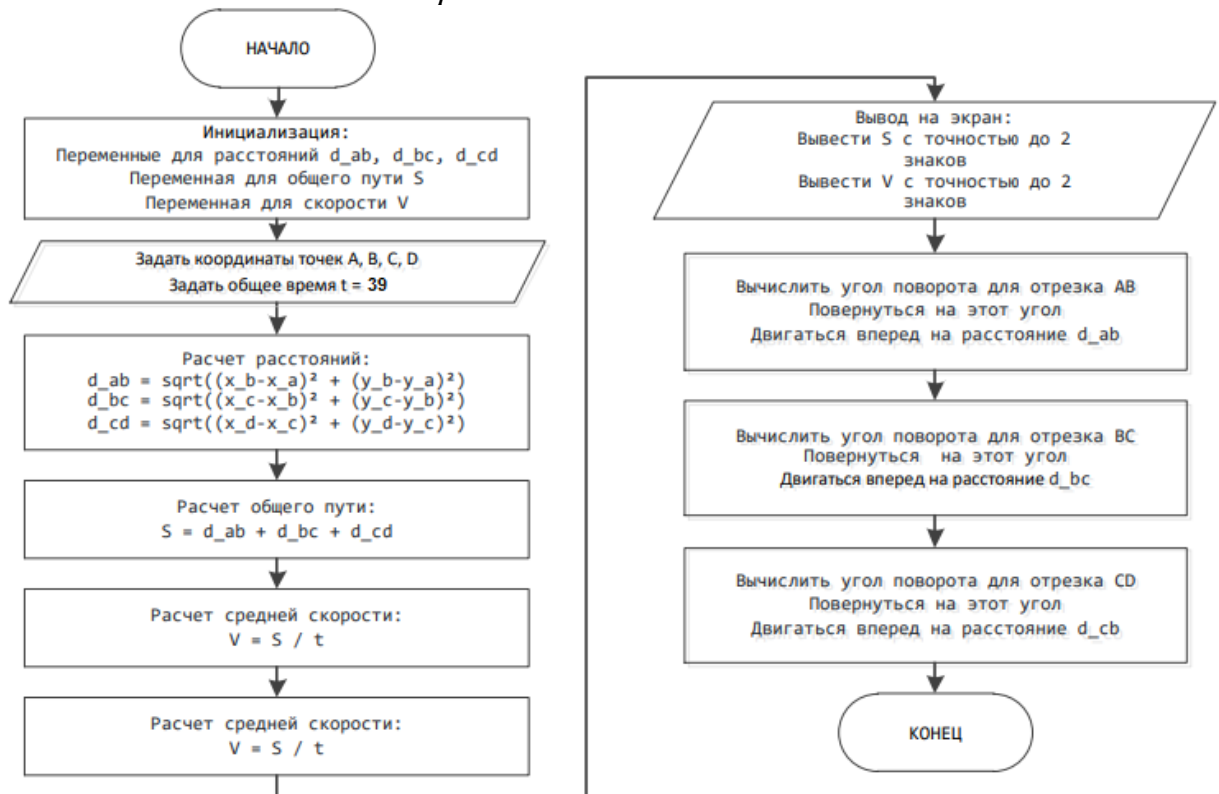 НАЧАЛО
Инициализация:
Переменные для расстояний d_ab, d_bc, d_cd
Переменная для общего пути S
Переменная для скорости V
Задать координаты точек A, B, C, D
Задать общее время t = 39
Расчет расстояний:
d_ab = sqrt((x_b-x_a)² + (y_b-y_a)²)
d_bc = sqrt((x_c-x_b)² + (y_c-y_b)²)
d_cd = sqrt((x_d-x_c)² + (y_d-y_c)²)
Расчет общего пути:
S = d_ab + d_bc + d_cd
Расчет средней скорости:
V = S / t
Расчет средней скорости:
V = S / t
Вывод на экран:
Вывести S с точностью до 2
знаков
Вывести V с точностью до 2
знаков
Вычислить угол поворота для отрезка AB
Повернуться на этот угол
Двигаться вперед на расстояние d_ab
Вычислить угол поворота для отрезка BC
Повернуться на этот угол
Двигаться вперед на расстояние d_bc
Вычислить угол поворота для отрезка CD
Повернуться на этот угол
Двигаться вперед на расстояние d_cb
КОНЕЦ